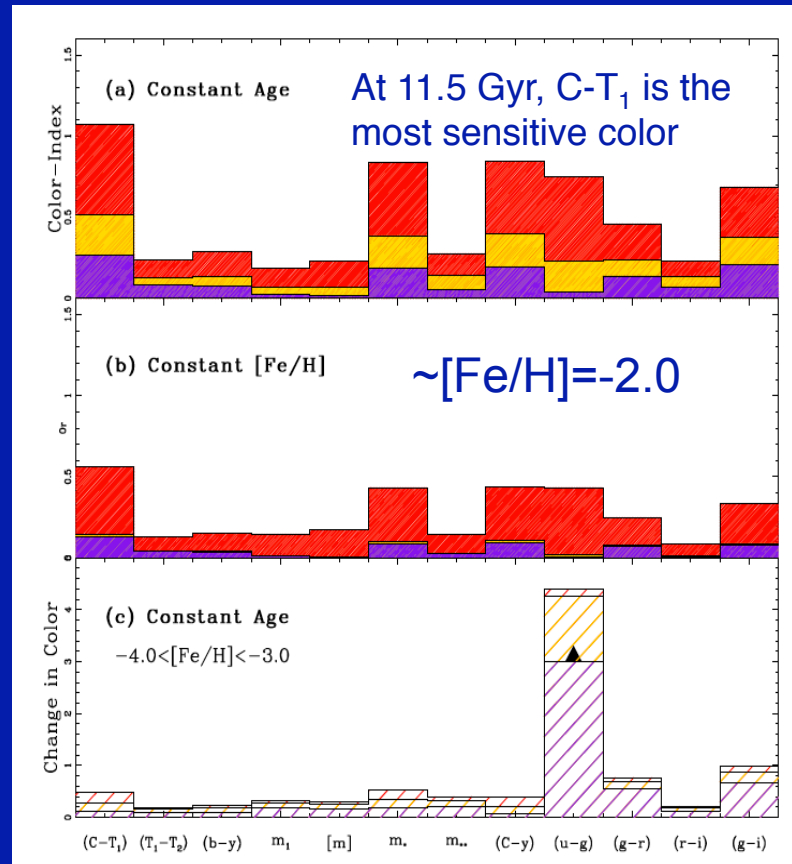 (a) Constant Age
At 11.5 Gyr, C-T₁ is the
most sensitive color
Color-Index
1.5
1
0.5
0
(b) Constant [Fe/H]
~[Fe/H]=-2.0
or
1.5
1
0.5
0
(c) Constant Age
-4.0<[Fe/H]<-3.0
Change in Color
4
3
2
1
0
(C-T₁) (T₁-T₂) (b-y) m₁ [m] m* m** (C-y) (u-g) (g-r) (r-i) (g-i)